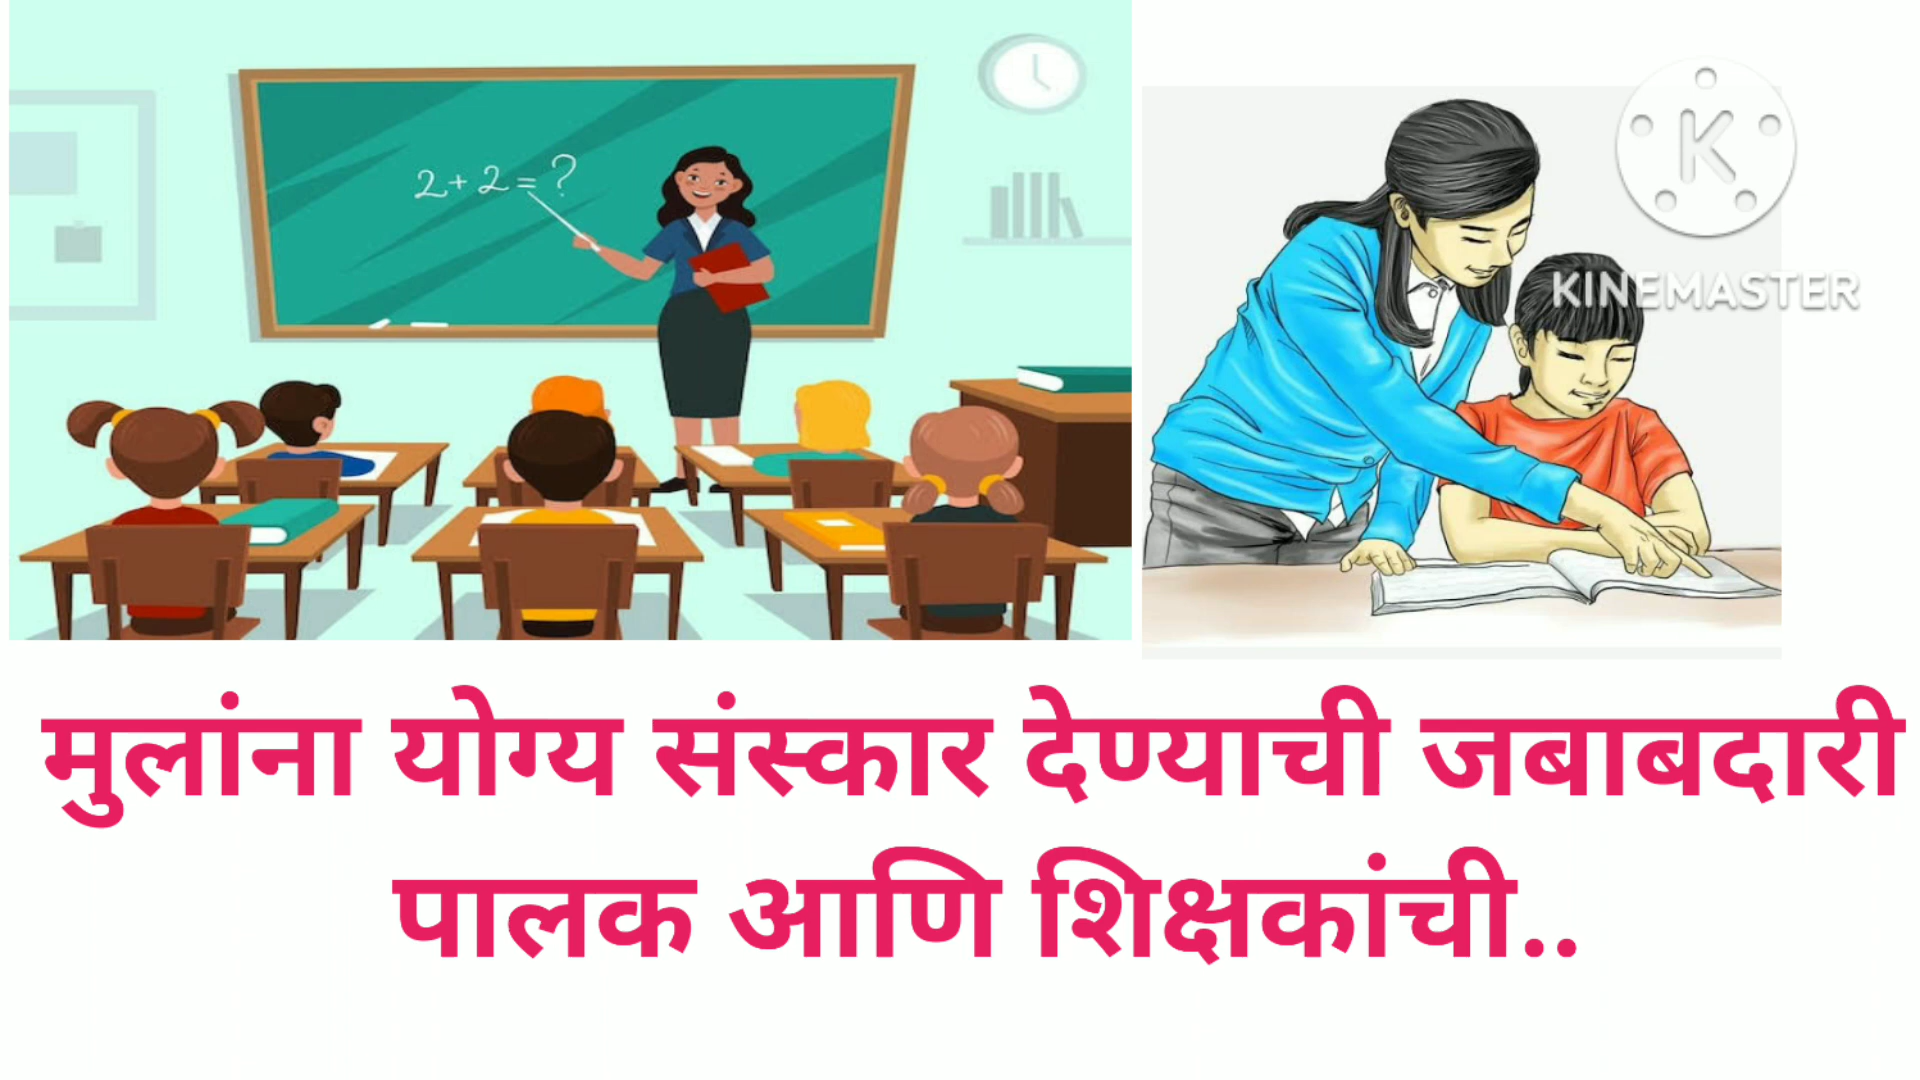 2+2=?
K
KINEMASTER
मुलांना योग्य संस्कार देण्याची जबाबदारी
पालक आणि शिक्षकांची..